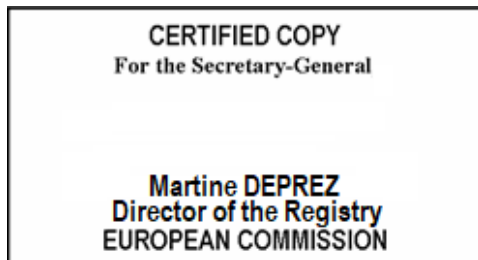 CERTIFIED COPY
For the Secretary-General
Martine DEPREZ
Director of the Registry
EUROPEAN COMMISSION